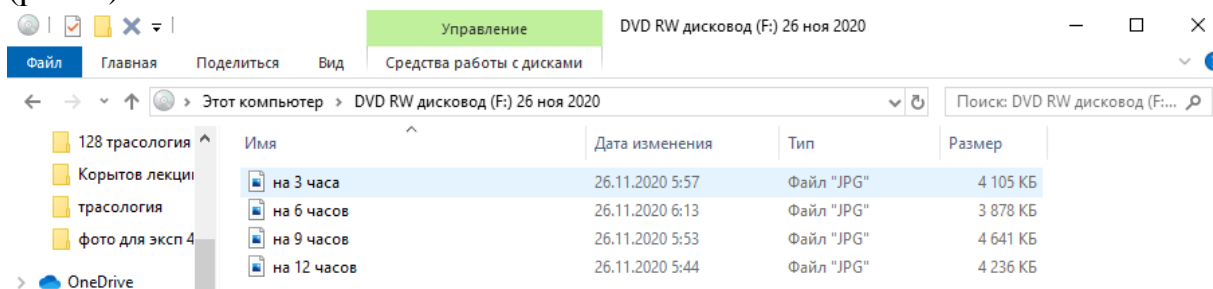 Управление DVD RW дисковод (F:) 26 ноя 2020
Файл Главная Поделиться Вид Средства работы с дисками
Этот компьютер › DVD RW дисковод (F:) 26 ноя 2020 Поиск: DVD RW дисковод (F:...
128 трасология Имя Дата изменения Тип Размер
Корытов лекции на 3 часа 26.11.2020 5:57 Файл "JPG" 4 105 КБ
трасология на 6 часов 26.11.2020 6:13 Файл "JPG" 3 878 КБ
фото для эксп 4 на 9 часов 26.11.2020 5:53 Файл "JPG" 4 641 КБ
OneDrive на 12 часов 26.11.2020 5:44 Файл "JPG" 4 236 КБ